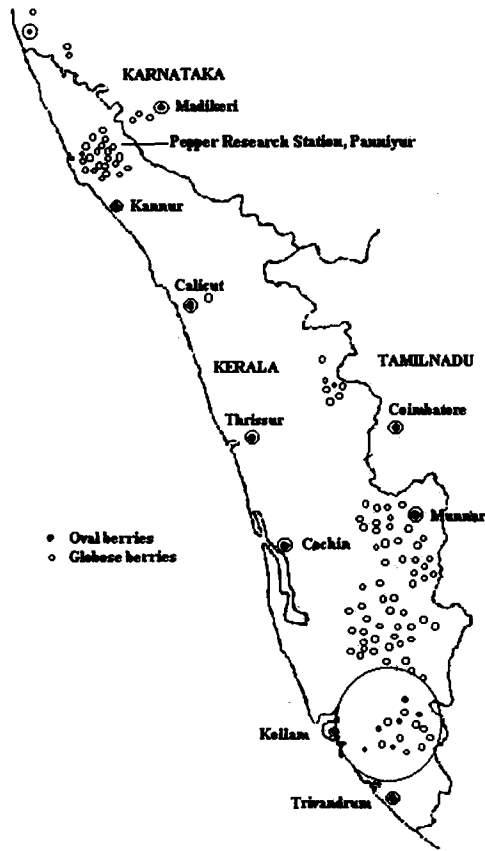 KARNATAKA
Madikeri
Pepper Research Station, Panniyur
Kannur
Calicut
KERALA
TAMILNADU
Coimbatore
Thrissur
Munnar
Oval berries
Cochin
Globose berries
Kollam
Trivandrum